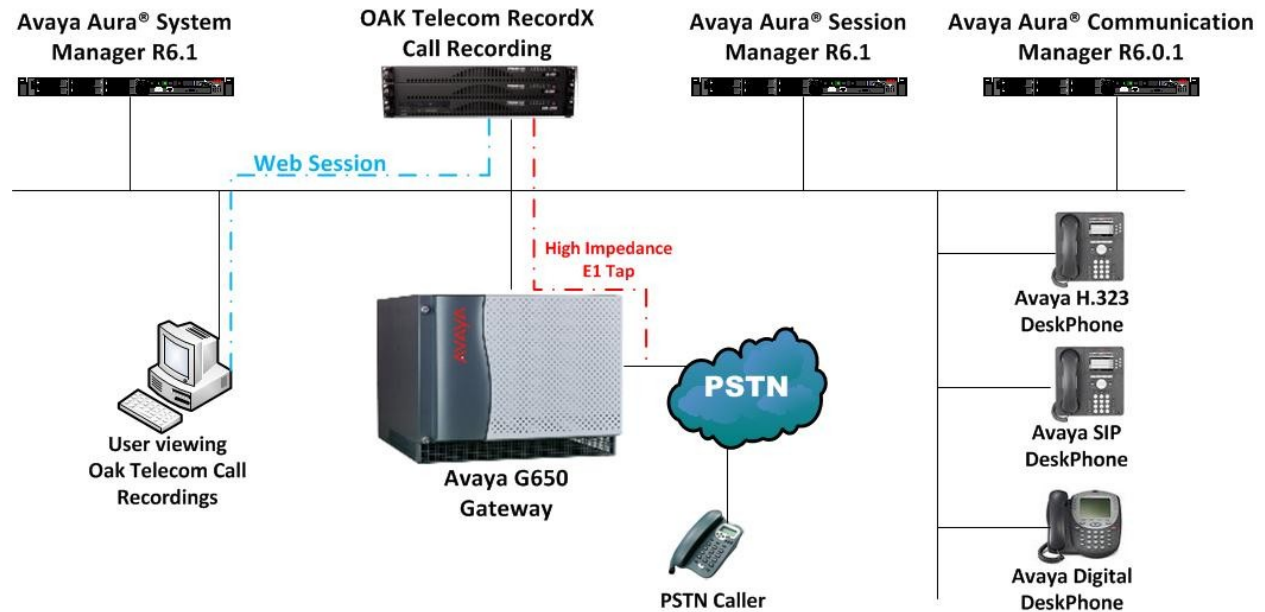 Avaya Aura® System
Manager R6.1
OAK Telecom RecordX
Call Recording
Avaya Aura® Session
Manager R6.1
Avaya Aura® Communication
Manager R6.0.1
Web Session
High Impedance
E1 Tap
AVAYA
PSTN
User viewing
Oak Telecom Call
Recordings
Avaya G650
Gateway
PSTN Caller
Avaya H.323
DeskPhone
Avaya SIP
DeskPhone
Avaya Digital
DeskPhone